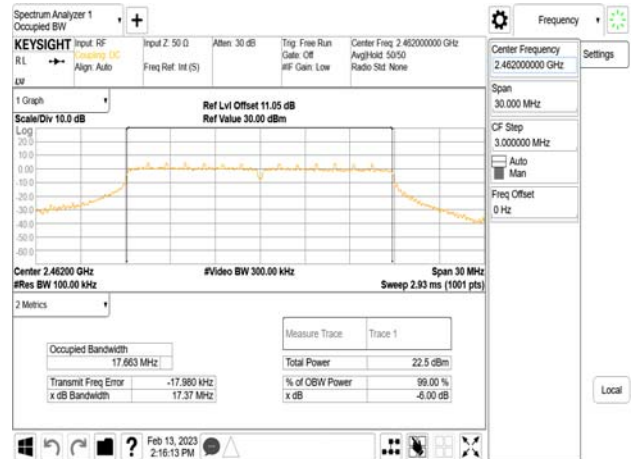 Spectrum Analyzer 1
Occupied BW
+
Frequency
KEYSIGHT
Input: RF
Input Z: 50 Ω
Atten: 30 dB
Trig: Free Run
Center Freq: 2.462000000 GHz
RL
Coupling: DC
Gate: Off
Avg|Hold: 50/50
Align: Auto
Freq Ref: Int (S)
#IF Gain: Low
Radio Std: None
LXI
Center Frequency
2.462000000 GHz
Settings
Span
30.000 MHz
CF Step
3.000000 MHz
Auto
Man
Freq Offset
0 Hz
Local
1 Graph
Scale/Div 10.0 dB
Ref Lvl Offset 11.05 dB
Ref Value 30.00 dBm
Log
20.0
10.0
0.00
-10.0
-20.0
-30.0
-40.0
-50.0
-60.0
Center 2.46200 GHz
#Video BW 300.00 kHz
Span 30 MHz
#Res BW 100.00 kHz
Sweep 2.93 ms (1001 pts)
2 Metrics
Measure Trace
Trace 1
Occupied Bandwidth
17.663 MHz
Total Power
22.5 dBm
Transmit Freq Error
-17.980 kHz
% of OBW Power
99.00 %
x dB Bandwidth
17.37 MHz
x dB
-6.00 dB
?
Feb 13, 2023
2:16:13 PM